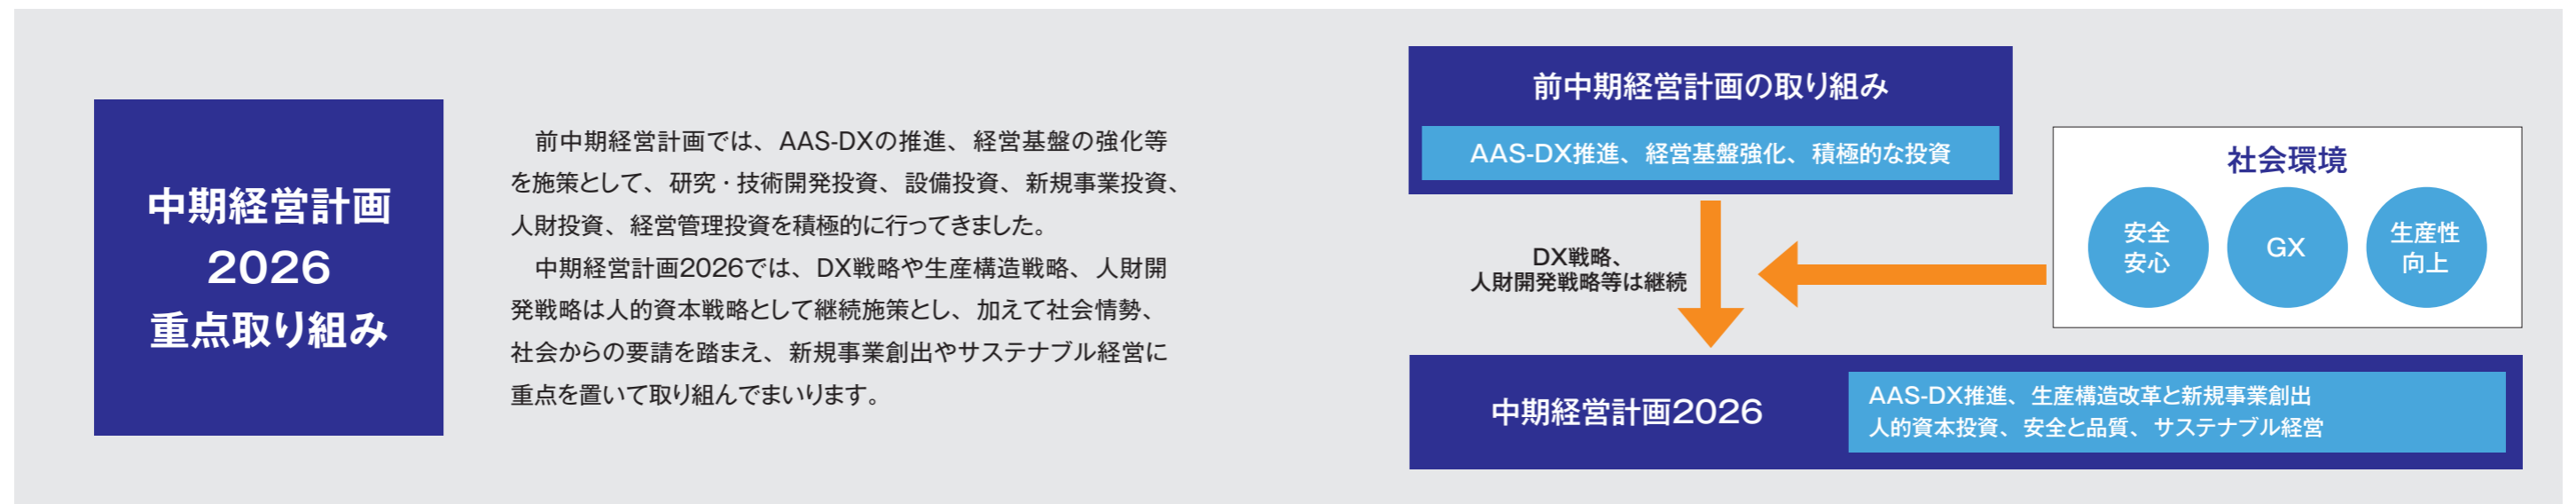 中期経営計画
2026
重点取り組み
前中期経営計画では、AAS-DXの推進、経営基盤の強化等
を施策として、研究・技術開発投資、設備投資、新規事業投資、
人財投資、経営管理投資を積極的に行ってきました。
中期経営計画2026では、DX戦略や生産構造戦略、人財開
発戦略は人的資本戦略として継続施策とし、加えて社会情勢、
社会からの要請を踏まえ、新規事業創出やサステナブル経営に
重点を置いて取り組んでまいります。
前中期経営計画の取り組み
AAS-DX推進、経営基盤強化、積極的な投資
DX戦略、
人財開発戦略等は継続
社会環境
安全
安心
GX
生産性
向上
中期経営計画2026
AAS-DX推進、生産構造改革と新規事業創出
人的資本投資、安全と品質、サステナブル経営